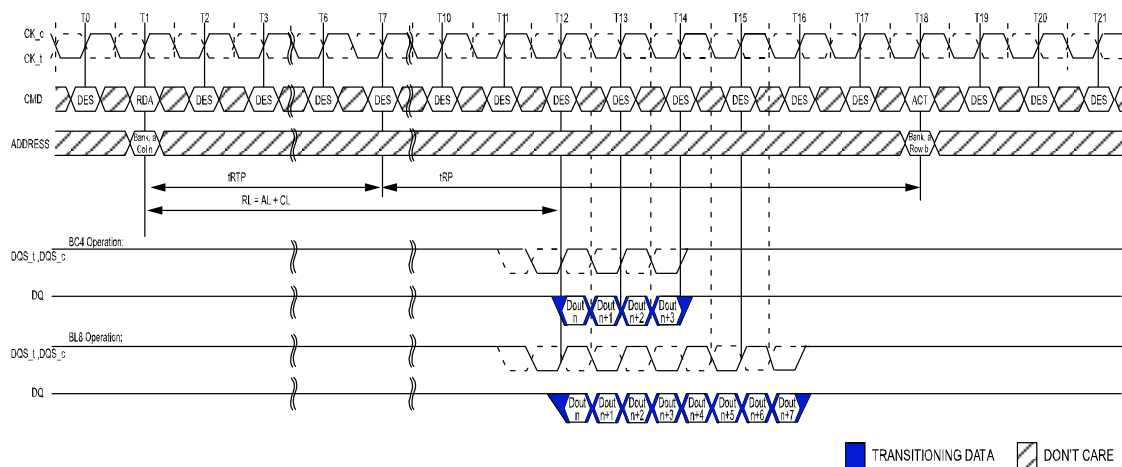 T0 T1 T2 T3 T6 T7 T10 T11 T12 T13 T14 T15 T16 T17 T18 T19 T20 T21
CK_c
CK_t
CMD DES RDA DES DES DES DES DES DES DES DES DES DES DES DES ACT DES DES DES
ADDRESS Bank, a Bank, a
Col n Row b
tRTP tRP
RL = AL + CL
BC4 Operation:
DQS_t ,DQS_c
DQ Dout Dout Dout Dout
n n+1 n+2 n+3
BL8 Operation:
DQS_t ,DQS_c
DQ Dout Dout Dout Dout Dout Dout Dout Dout
n n+1 n+2 n+3 n+4 n+5 n+6 n+7
TRANSITIONING DATA DON'T CARE